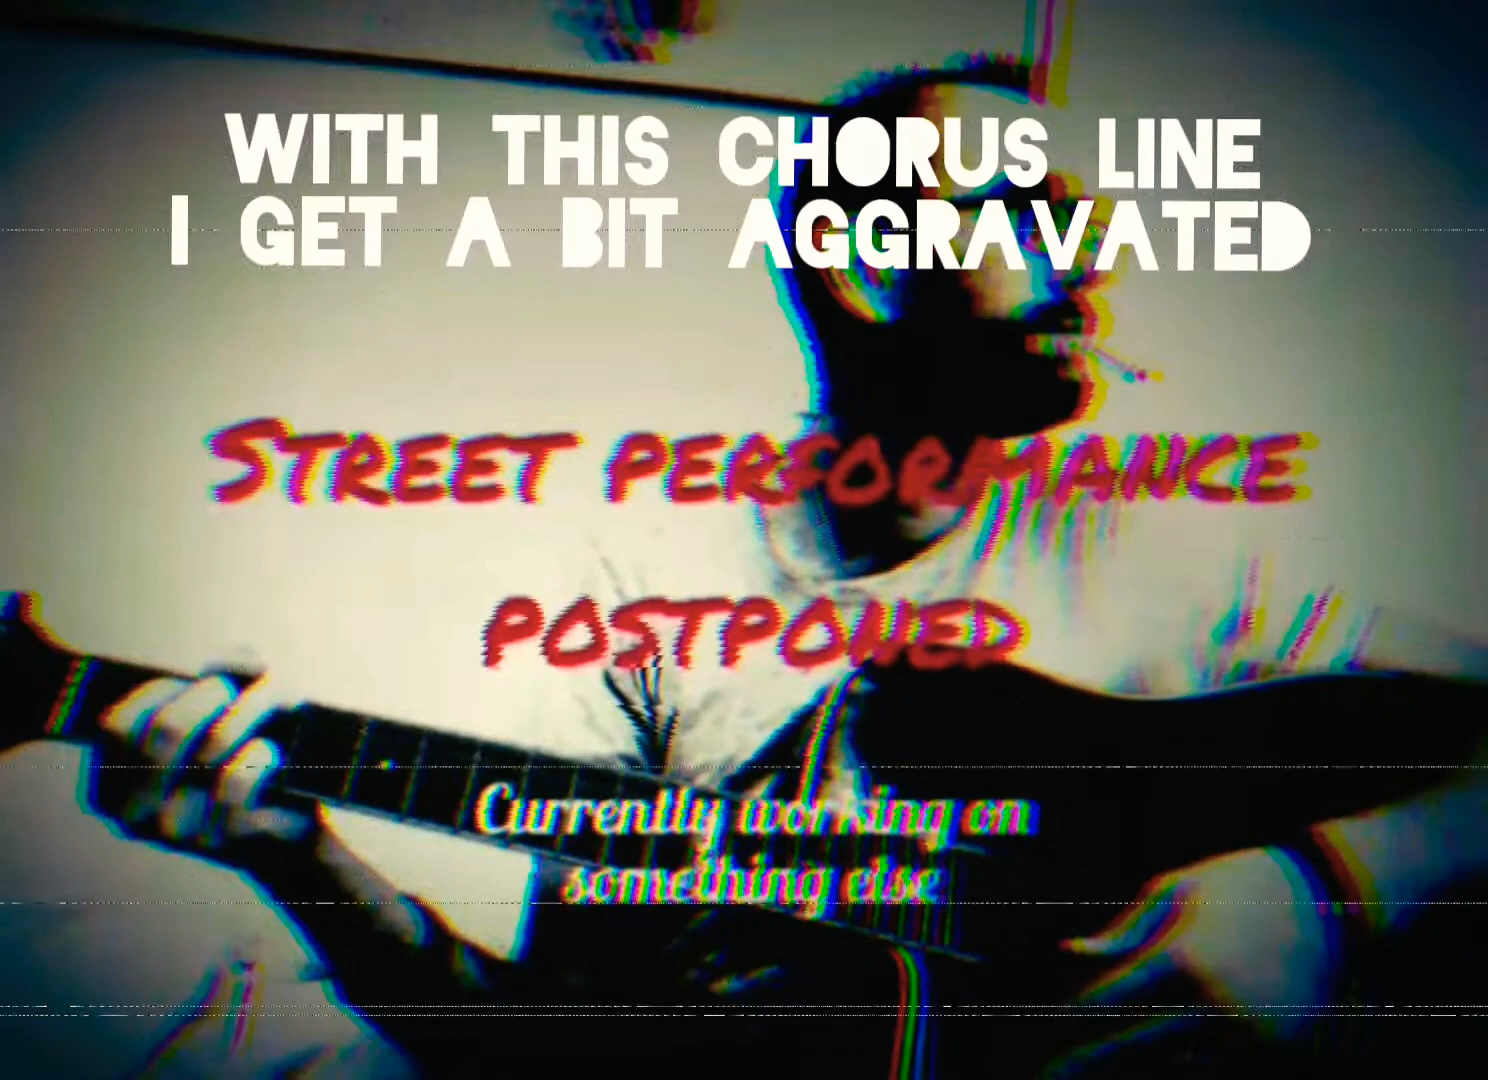 WITH THIS CHORUS LINE
I GET A BIT AGGRAVATED
STREET PERFORMANCE
POSTPONED
Currently working on
something else